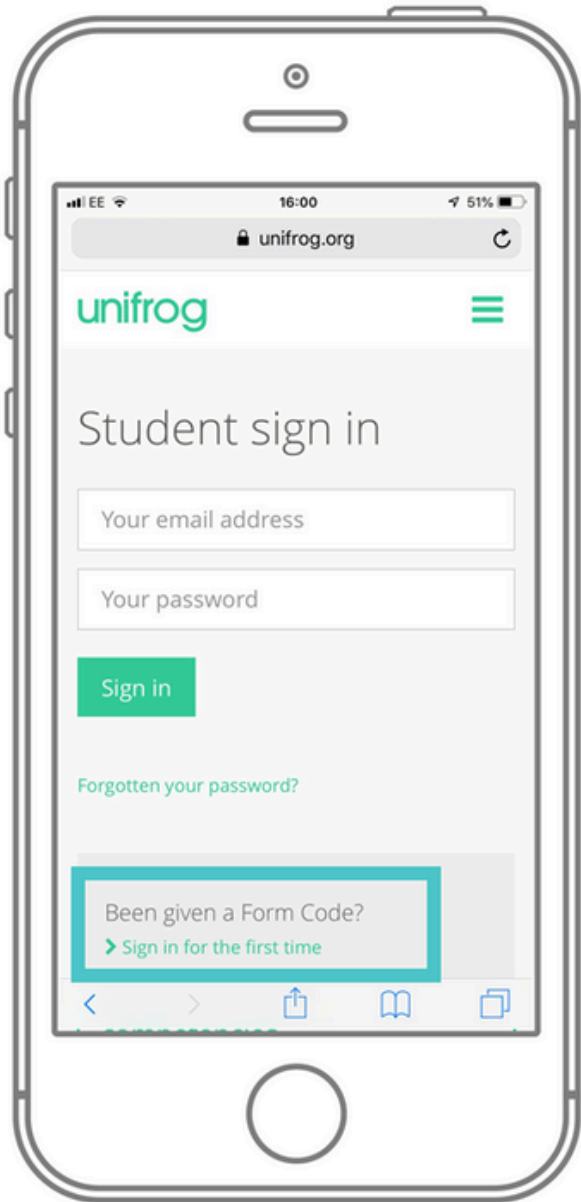 EE 16:00 51%
unifrog.org
unifrog
Student sign in
Your email address
Your password
Sign in
Forgotten your password?
Been given a Form Code?
Sign in for the first time